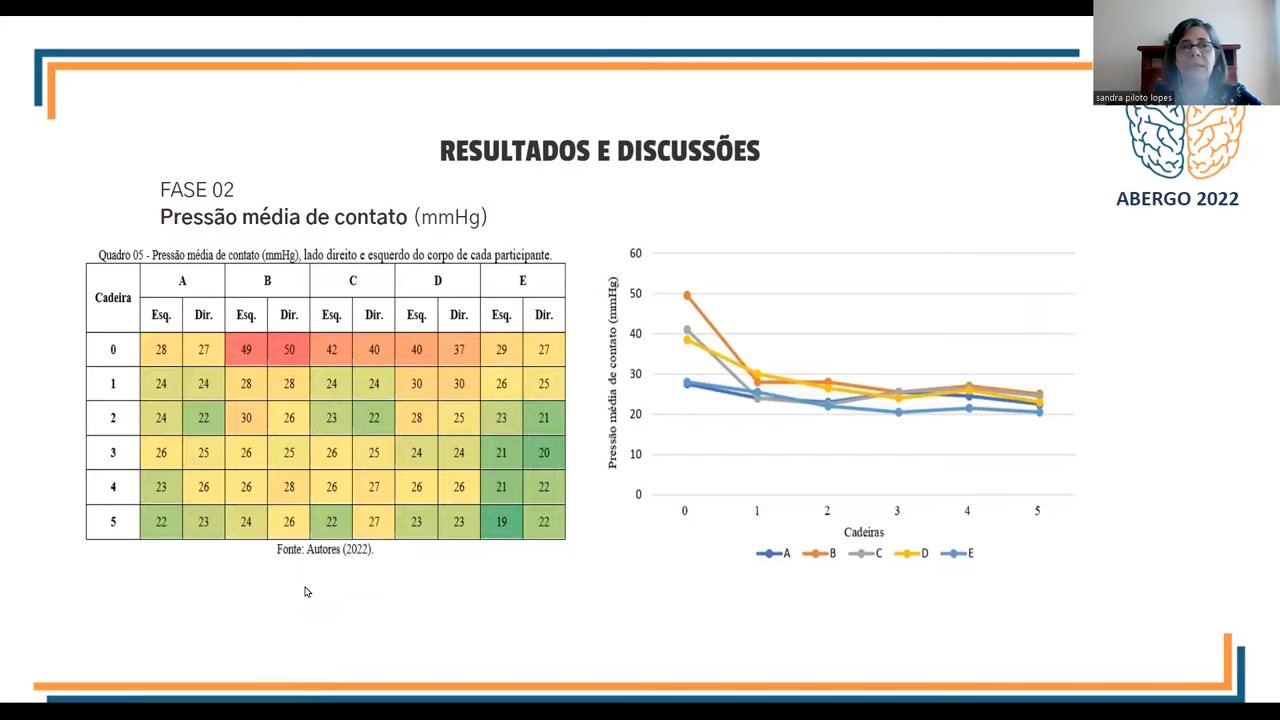 sandra piloto lopes
ABERGO 2022
RESULTADOS E DISCUSSÕES
FASE 02
Pressão média de contato (mmHg)
Quadro 05 - Pressão média de contato (mmHg), lado direito e esquerdo do corpo de cada participante.
Cadeira A B C D E
Esq. Dir. Esq. Dir. Esq. Dir. Esq. Dir. Esq. Dir.
0 28 27 49 50 42 40 40 37 29 27
1 24 24 28 28 24 24 30 30 26 25
2 24 22 30 26 23 22 28 25 23 21
3 26 25 26 25 26 25 24 24 21 20
4 23 26 26 28 26 27 26 26 21 22
5 22 23 24 26 22 27 23 23 19 22
Fonte: Autores (2022).
Pressão média de contato (mmHg)
60
50
40
30
20
10
0
0 1 2 3 4 5
Cadeiras
A B C D E